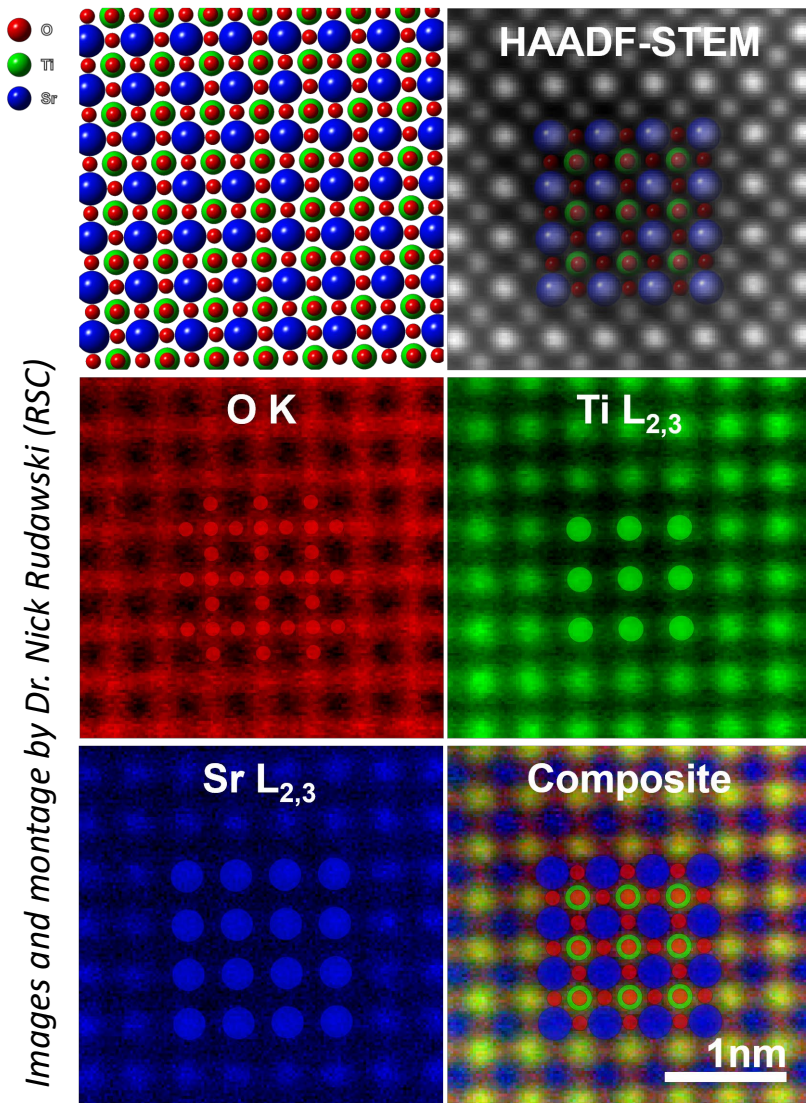 O
Ti
Sr
HAADF-STEM
O K
Ti L2,3
Sr L2,3
Composite
1nm
Images and montage by Dr. Nick Rudawski (RSC)